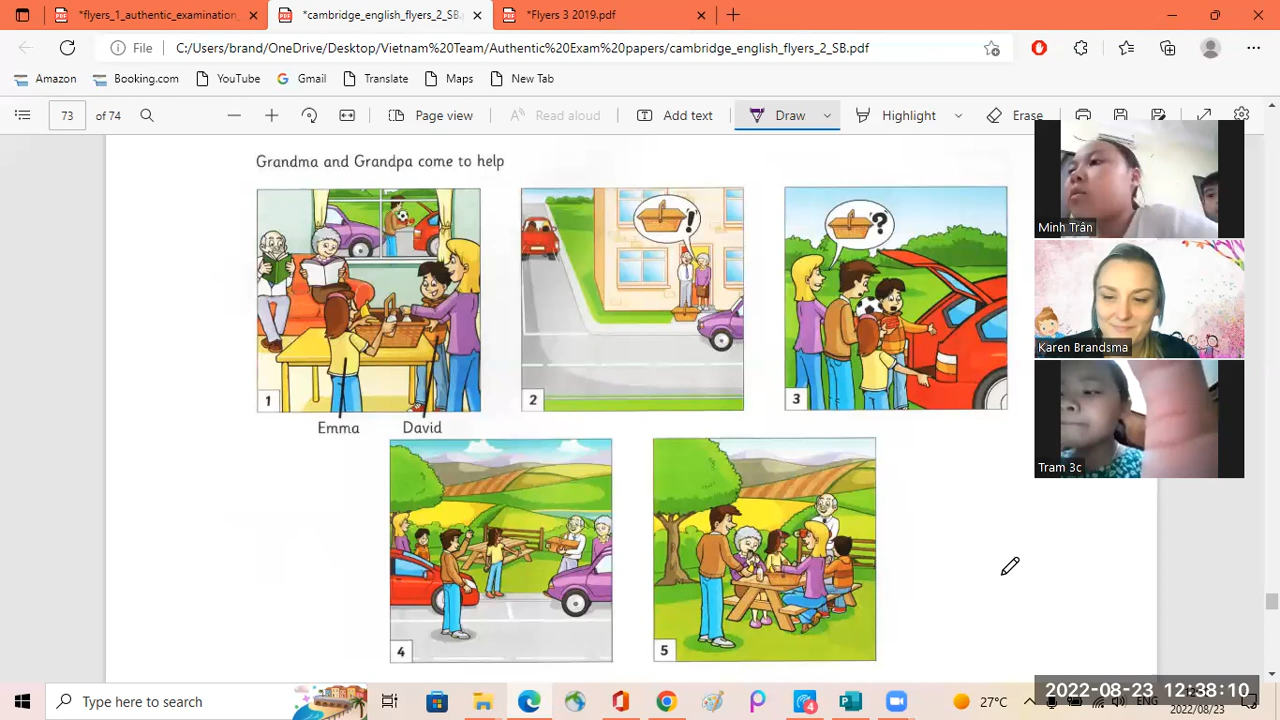 *flyers_1_authentic_examination_
*cambridge_english_flyers_2_SB.p
*Flyers 3 2019.pdf
File
C:/Users/brand/OneDrive/Desktop/Vietnam%20Team/Authentic%20Exam%20papers/cambridge_english_flyers_2_SB.pdf
Amazon
Booking.com
YouTube
Gmail
Translate
Maps
New Tab
73
of 74
Page view
Read aloud
Add text
Draw
Highlight
Erase
Grandma and Grandpa come to help
!
?
1
2
3
Emma
David
4
5
Minh Trân
Karen Brandsma
Tram 3c
Type here to search
4
27°C
ENG
2022-08-23 12:38:10
2022/08/23